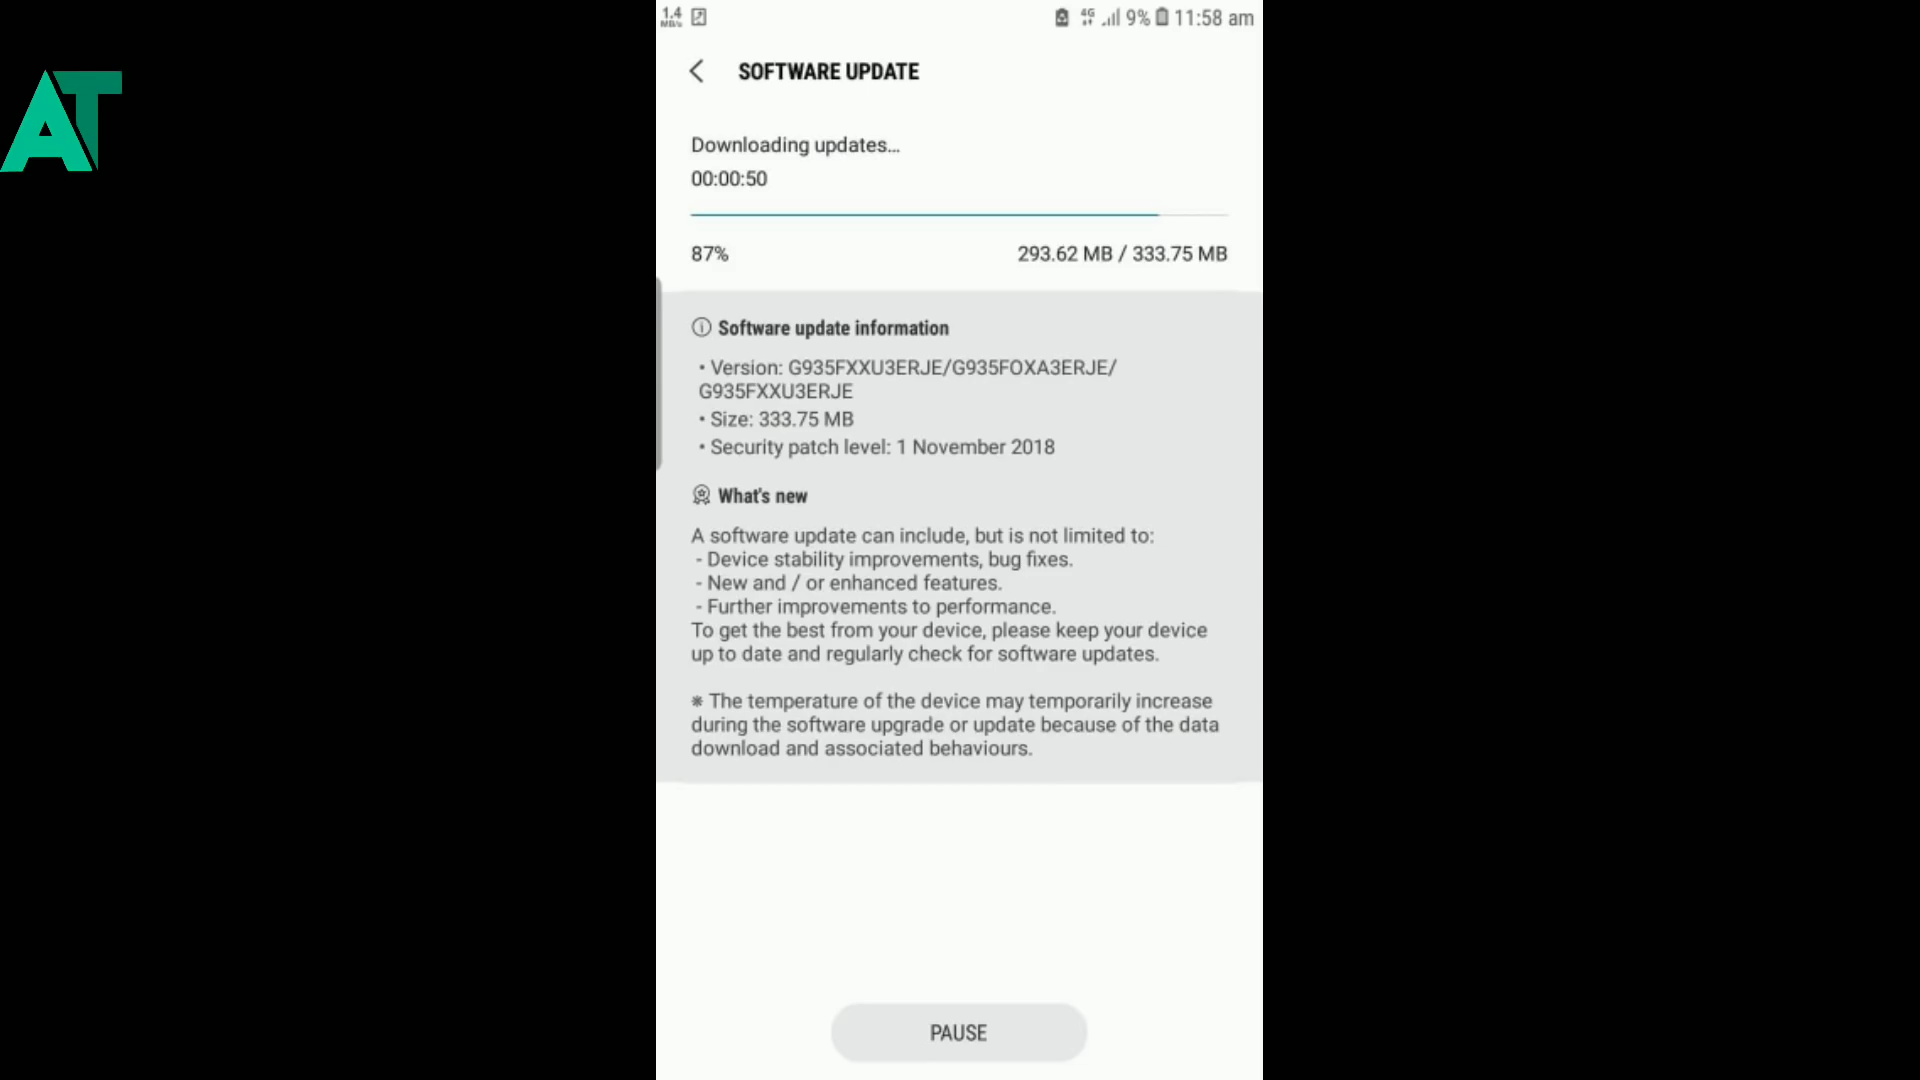 1.4
MB/s
4G
9%
11:58 am
AT
SOFTWARE UPDATE
Downloading updates...
00:00:50
87%
293.62 MB / 333.75 MB
Software update information
• Version: G935FXXU3ERJE/G935FOXA3ERJE/
G935FXXU3ERJE
• Size: 333.75 MB
• Security patch level: 1 November 2018
What's new
A software update can include, but is not limited to:
- Device stability improvements, bug fixes.
- New and / or enhanced features.
- Further improvements to performance.
To get the best from your device, please keep your device
up to date and regularly check for software updates.
※ The temperature of the device may temporarily increase
during the software upgrade or update because of the data
download and associated behaviours.
PAUSE